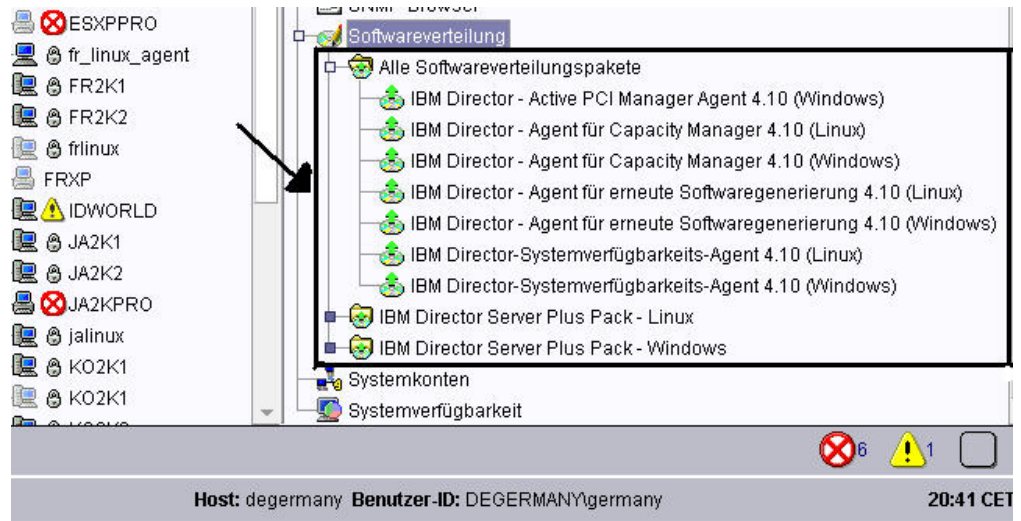 ESXPPRO
fr_linux_agent
FR2K1
FR2K2
frlinux
FRXP
IDWORLD
JA2K1
JA2K2
JA2KPRO
jalinux
KO2K1
KO2K1
Softwareverteilung
Alle Softwareverteilungspakete
IBM Director - Active PCI Manager Agent 4.10 (Windows)
IBM Director - Agent für Capacity Manager 4.10 (Linux)
IBM Director - Agent für Capacity Manager 4.10 (Windows)
IBM Director - Agent für erneute Softwaregenerierung 4.10 (Linux)
IBM Director - Agent für erneute Softwaregenerierung 4.10 (Windows)
IBM Director-Systemverfügbarkeits-Agent 4.10 (Linux)
IBM Director-Systemverfügbarkeits-Agent 4.10 (Windows)
IBM Director Server Plus Pack - Linux
IBM Director Server Plus Pack - Windows
Systemkonten
Systemverfügbarkeit
6 1
Host: degermany Benutzer-ID: DEGERMANY\germany 20:41 CET